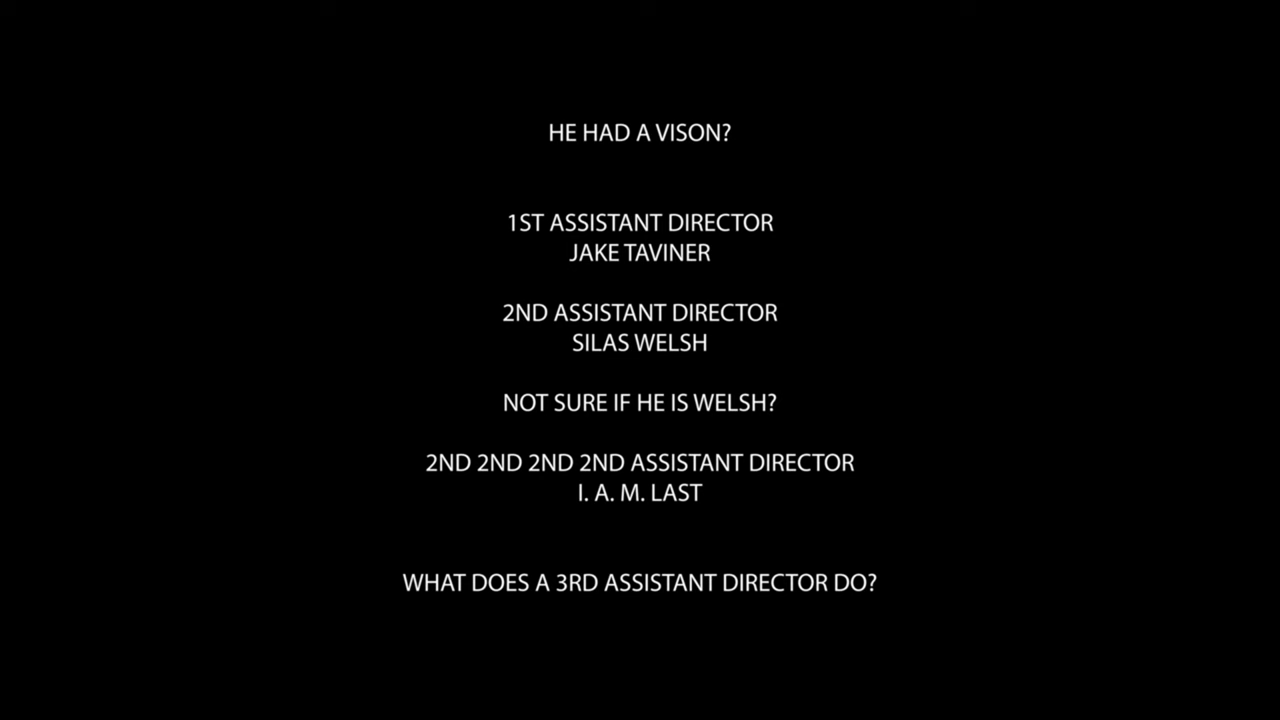 HE HAD A VISON?
1ST ASSISTANT DIRECTOR
JAKE TAVINER
2ND ASSISTANT DIRECTOR
SILAS WELSH
NOT SURE IF HE IS WELSH?
2ND 2ND 2ND 2ND ASSISTANT DIRECTOR
I. A. M. LAST
WHAT DOES A 3RD ASSISTANT DIRECTOR DO?